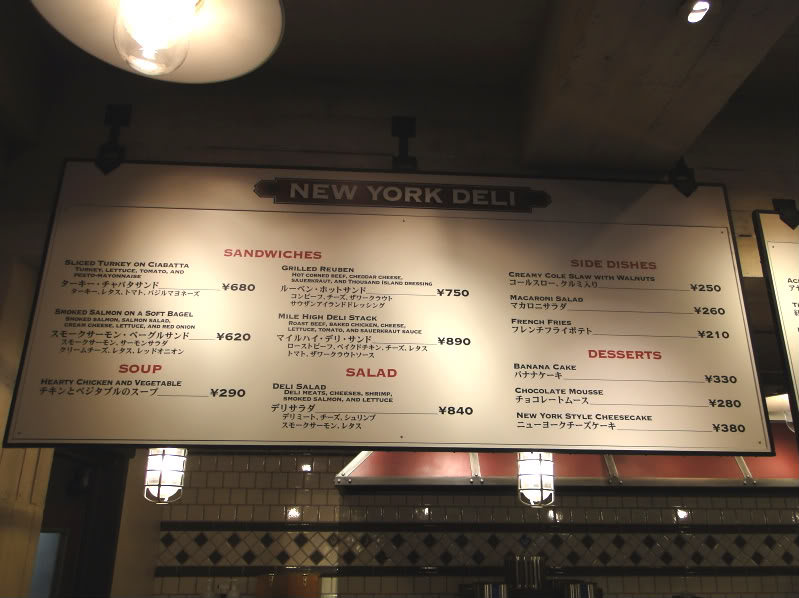 NEW YORK DELI
SANDWICHES
SLICED TURKEY ON CIABATTA
TURKEY, LETTUCE, TOMATO, AND
PESTO-MAYONNAISE
ターキー・チャバタサンド ¥680
ターキー、レタス、トマト、バジルマヨネーズ
SMOKED SALMON ON A SOFT BAGEL
SMOKED SALMON, SALMON SALAD,
CREAM CHEESE, LETTUCE, AND RED ONION
スモークサーモン・ベーグルサンド ¥620
スモークサーモン、サーモンサラダ
クリームチーズ、レタス、レッドオニオン
GRILLED REUBEN
HOT CORNED BEEF, CHEDDAR CHEESE,
SAUERKRAUT, AND THOUSAND ISLAND DRESSING
ルーベン・ホットサンド ¥750
コンビーフ、チーズ、ザワークラウト
サウザンアイランドドレッシング
MILE HIGH DELI STACK
ROAST BEEF, BAKED CHICKEN, CHEESE,
LETTUCE, TOMATO, AND SAUERKRAUT SAUCE
マイルハイ・デリ・サンド ¥890
ローストビーフ、ベイクドチキン、チーズ、レタス
トマト、ザワークラウトソース
SOUP
HEARTY CHICKEN AND VEGETABLE
チキンとベジタブルのスープ ¥290
SALAD
DELI SALAD
DELI MEATS, CHEESES, SHRIMP,
SMOKED SALMON, AND LETTUCE
デリサラダ ¥840
デリミート、チーズ、シュリンプ
スモークサーモン、レタス
SIDE DISHES
CREAMY COLE SLAW WITH WALNUTS
コールスロー、クルミ入り ¥250
MACARONI SALAD
マカロニサラダ ¥260
FRENCH FRIES
フレンチフライポテト ¥210
DESSERTS
BANANA CAKE
バナナケーキ ¥330
CHOCOLATE MOUSSE
チョコレートムース ¥280
NEW YORK STYLE CHEESECAKE
ニューヨークチーズケーキ ¥380